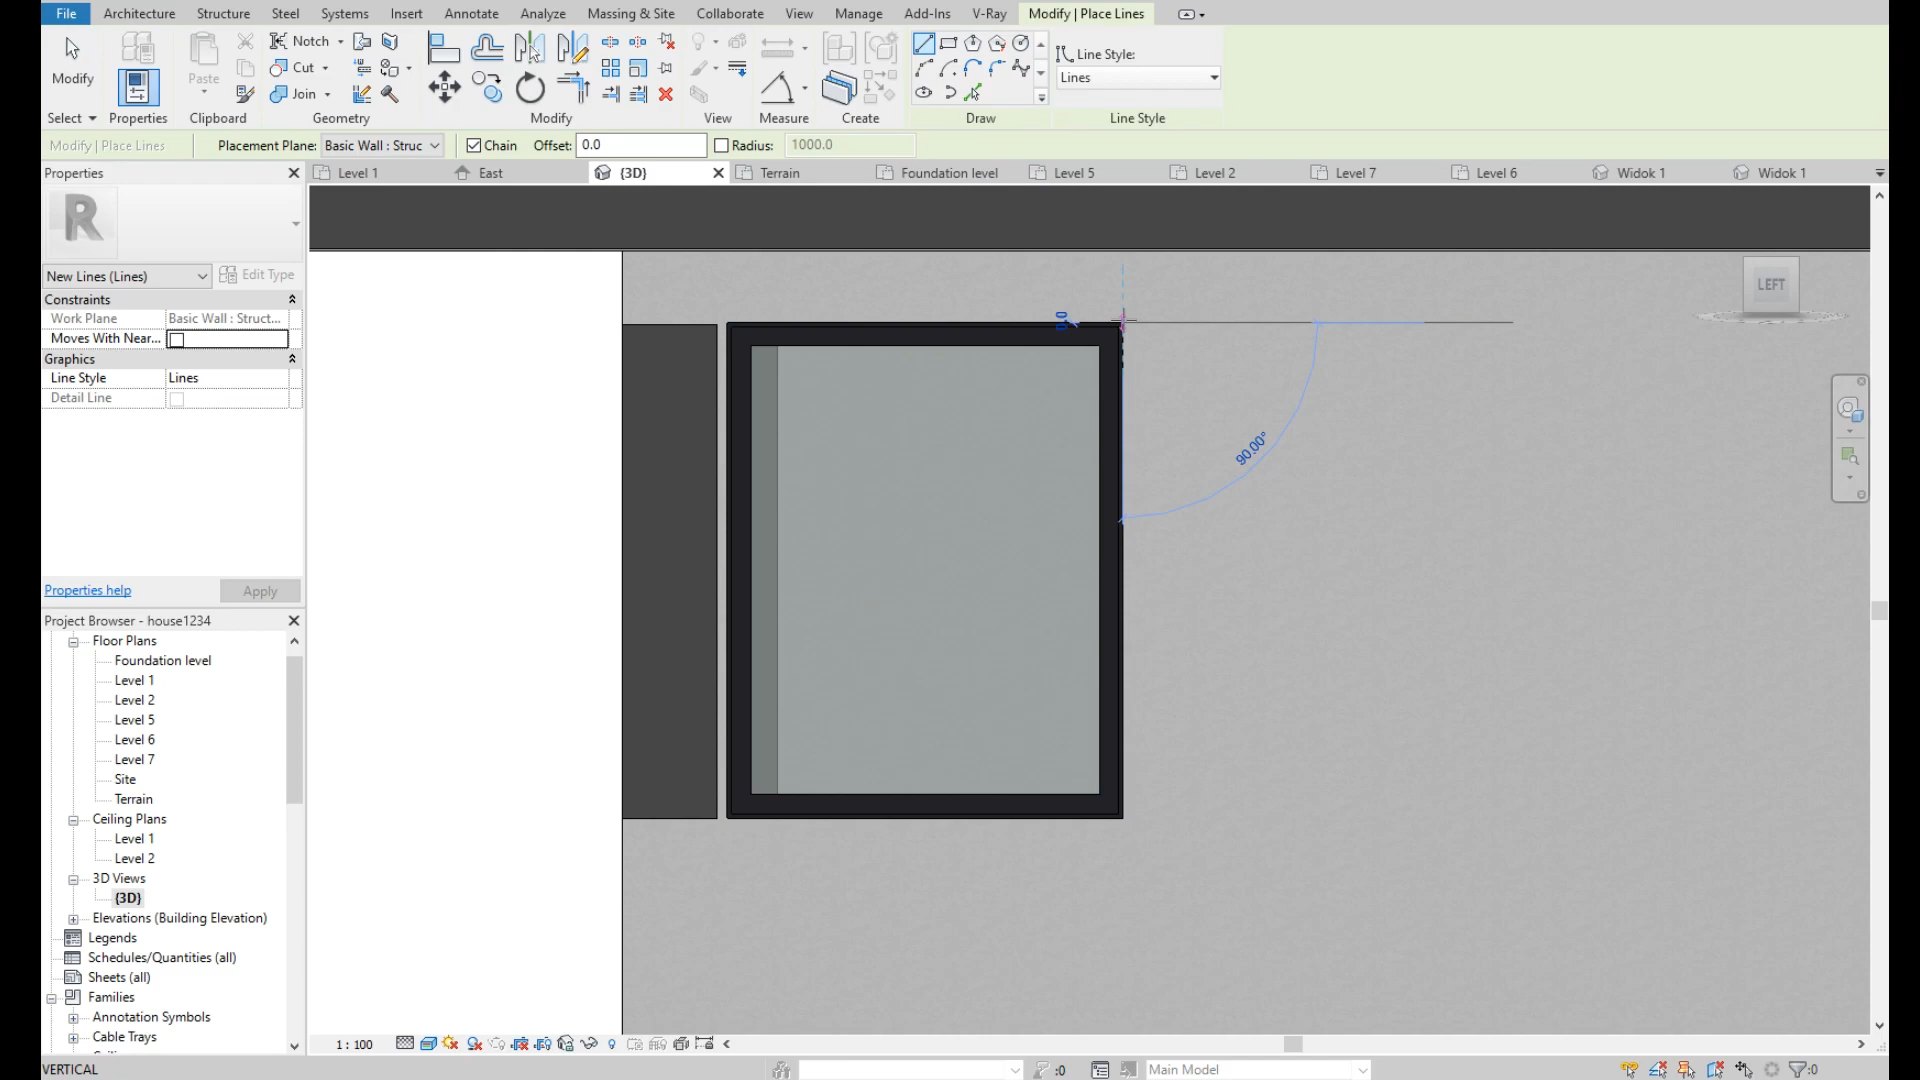 File Architecture Structure Steel Systems Insert Annotate Analyze Massing & Site Collaborate View Manage Add-Ins V-Ray Modify | Place Lines
Modify Paste Notch Cut Join Line Style:
Lines
Select Properties Clipboard Geometry Modify View Measure Create Draw Line Style
Modify | Place Lines Placement Plane: Basic Wall : Struc Chain Offset: 0.0 Radius: 1000.0
Properties Level 1 East {3D} Terrain Foundation level Level 5 Level 2 Level 7 Level 6 Widok 1 Widok 1
R
New Lines (Lines) Edit Type
Constraints
Work Plane Basic Wall : Struct...
Moves With Near...
Graphics
Line Style Lines
Detail Line
Properties help Apply
Project Browser - house1234
Floor Plans
Foundation level
Level 1
Level 2
Level 5
Level 6
Level 7
Site
Terrain
Ceiling Plans
Level 1
Level 2
3D Views
{3D}
Elevations (Building Elevation)
Legends
Schedules/Quantities (all)
Sheets (all)
Families
Annotation Symbols
Cable Trays
0.0
90.00°
LEFT
1 : 100
VERTICAL :0 Main Model :0